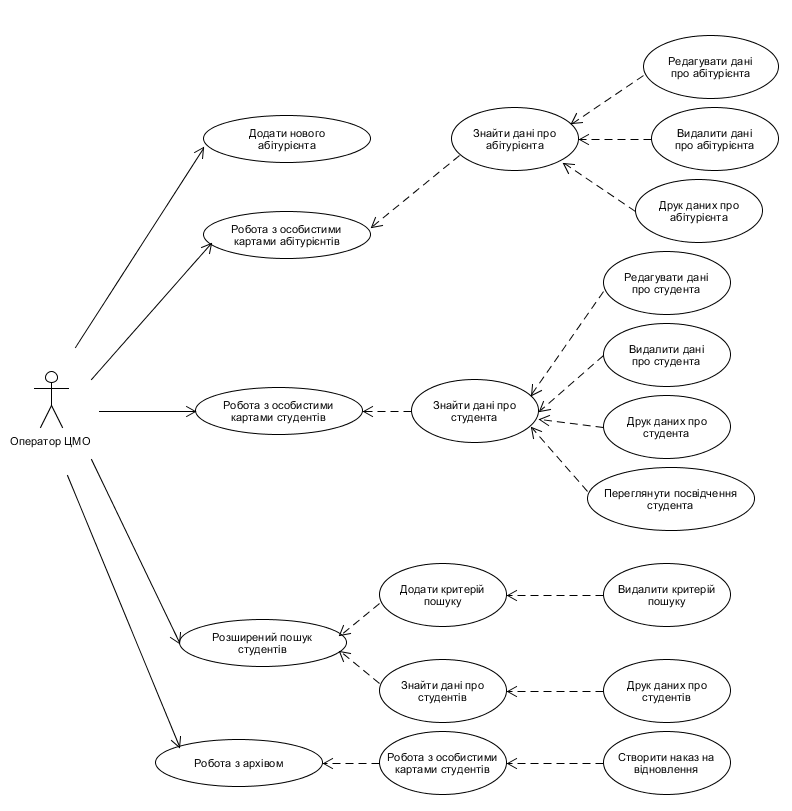 Редагувати дані
про абітурієнта
Додати нового
абітурієнта
Знайти дані про
абітурієнта
Видалити дані
про абітурієнта
Друк даних про
абітурієнта
Робота з особистими
картами абітурієнтів
Редагувати дані
про студента
Видалити дані
про студента
Оператор ЦМО
Робота з особистими
картами студентів
Знайти дані про
студента
Друк даних про
студента
Переглянути посвідчення
студента
Додати критерій
пошуку
Видалити критерій
пошуку
Розширений пошук
студентів
Знайти дані про
студентів
Друк даних про
студентів
Робота з архівом
Робота з особистими
картами студентів
Створити наказ на
відновлення